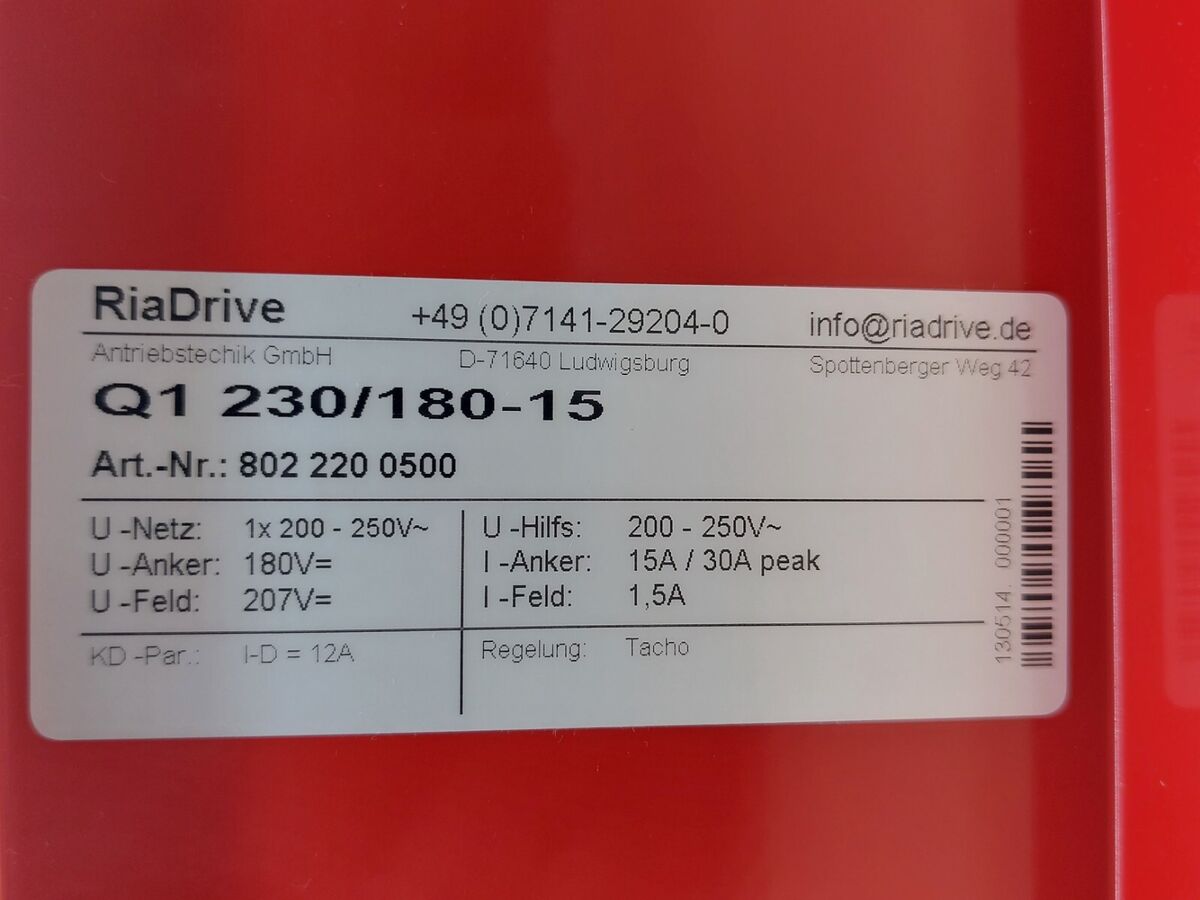 RiaDrive +49 (0)7141-29204-0 info@riadrive.de
Antriebstechik GmbH D-71640 Ludwigsburg Spottenberger Weg 42
Q1 230/180-15
Art.-Nr.: 802 220 0500
U -Netz: 1x 200 - 250V~ U -Hilfs: 200 - 250V~
U -Anker: 180V= I -Anker: 15A / 30A peak
U -Feld: 207V= I -Feld: 1,5A
KD -Par.: I-D = 12A Regelung: Tacho
130514. 000001